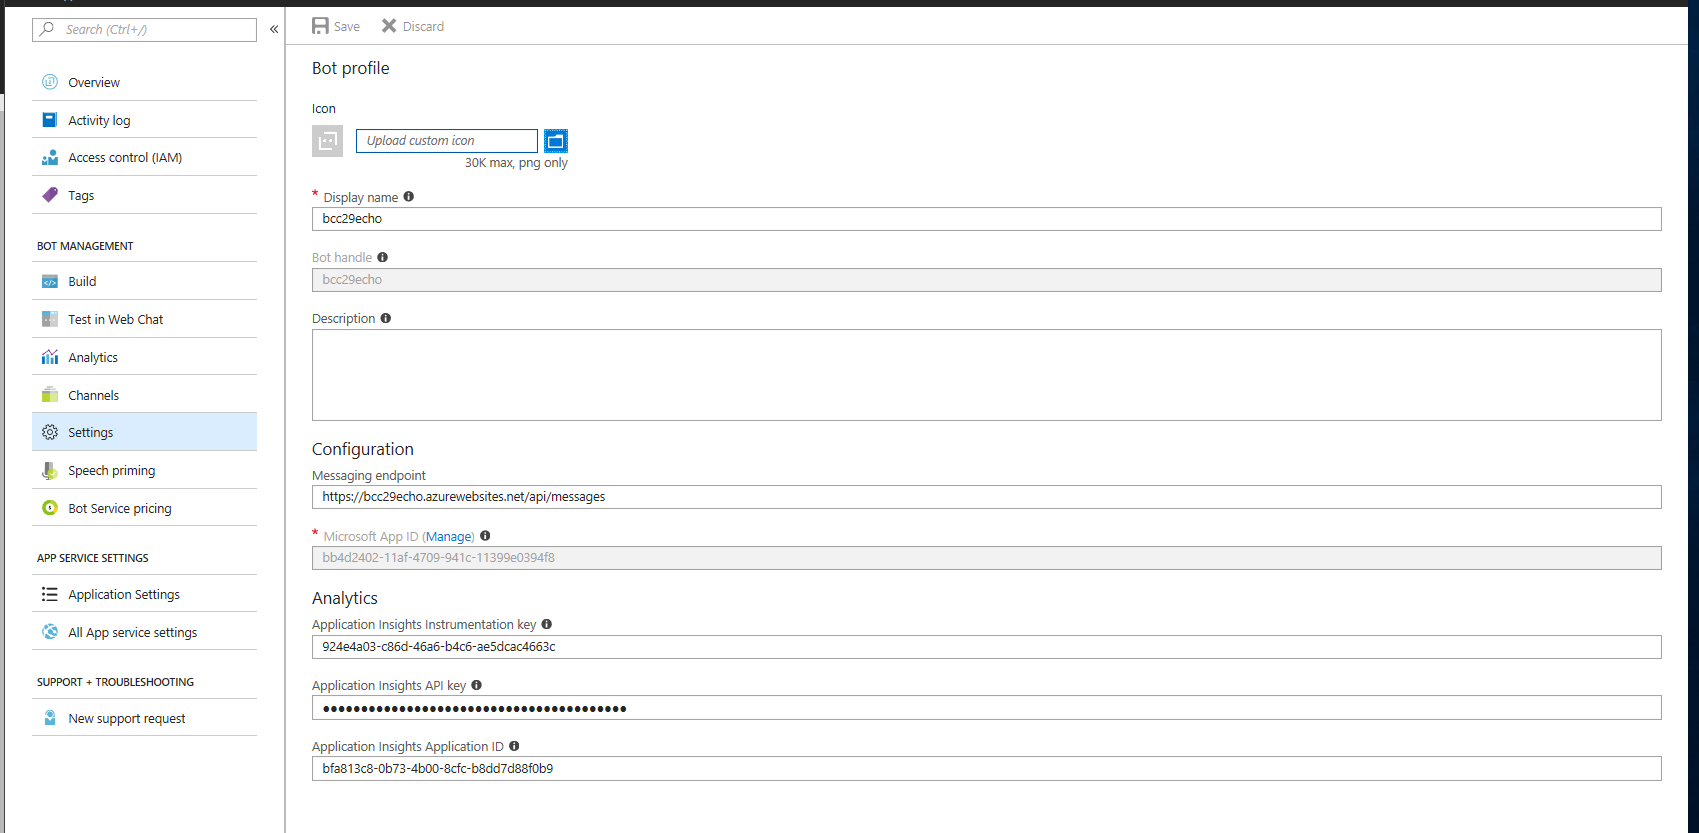 Search (Ctrl+/)
«
Overview
Activity log
Access control (IAM)
Tags
BOT MANAGEMENT
Build
Test in Web Chat
Analytics
Channels
Settings
Speech priming
Bot Service pricing
APP SERVICE SETTINGS
Application Settings
All App service settings
SUPPORT + TROUBLESHOOTING
New support request
Save Discard
Bot profile
Icon
Upload custom icon
30K max, png only
* Display name
bcc29echo
Bot handle
bcc29echo
Description
Configuration
Messaging endpoint
https://bcc29echo.azurewebsites.net/api/messages
* Microsoft App ID (Manage)
bb4d2402-11af-4709-941c-11399e0394f8
Analytics
Application Insights Instrumentation key
924e4a03-c86d-46a6-b4c6-ae5dcac4663c
Application Insights API key
●●●●●●●●●●●●●●●●●●●●●●●●●●●●●●●●●●●●●●●●
Application Insights Application ID
bfa813c8-0b73-4b00-8cfc-b8dd7d88f0b9